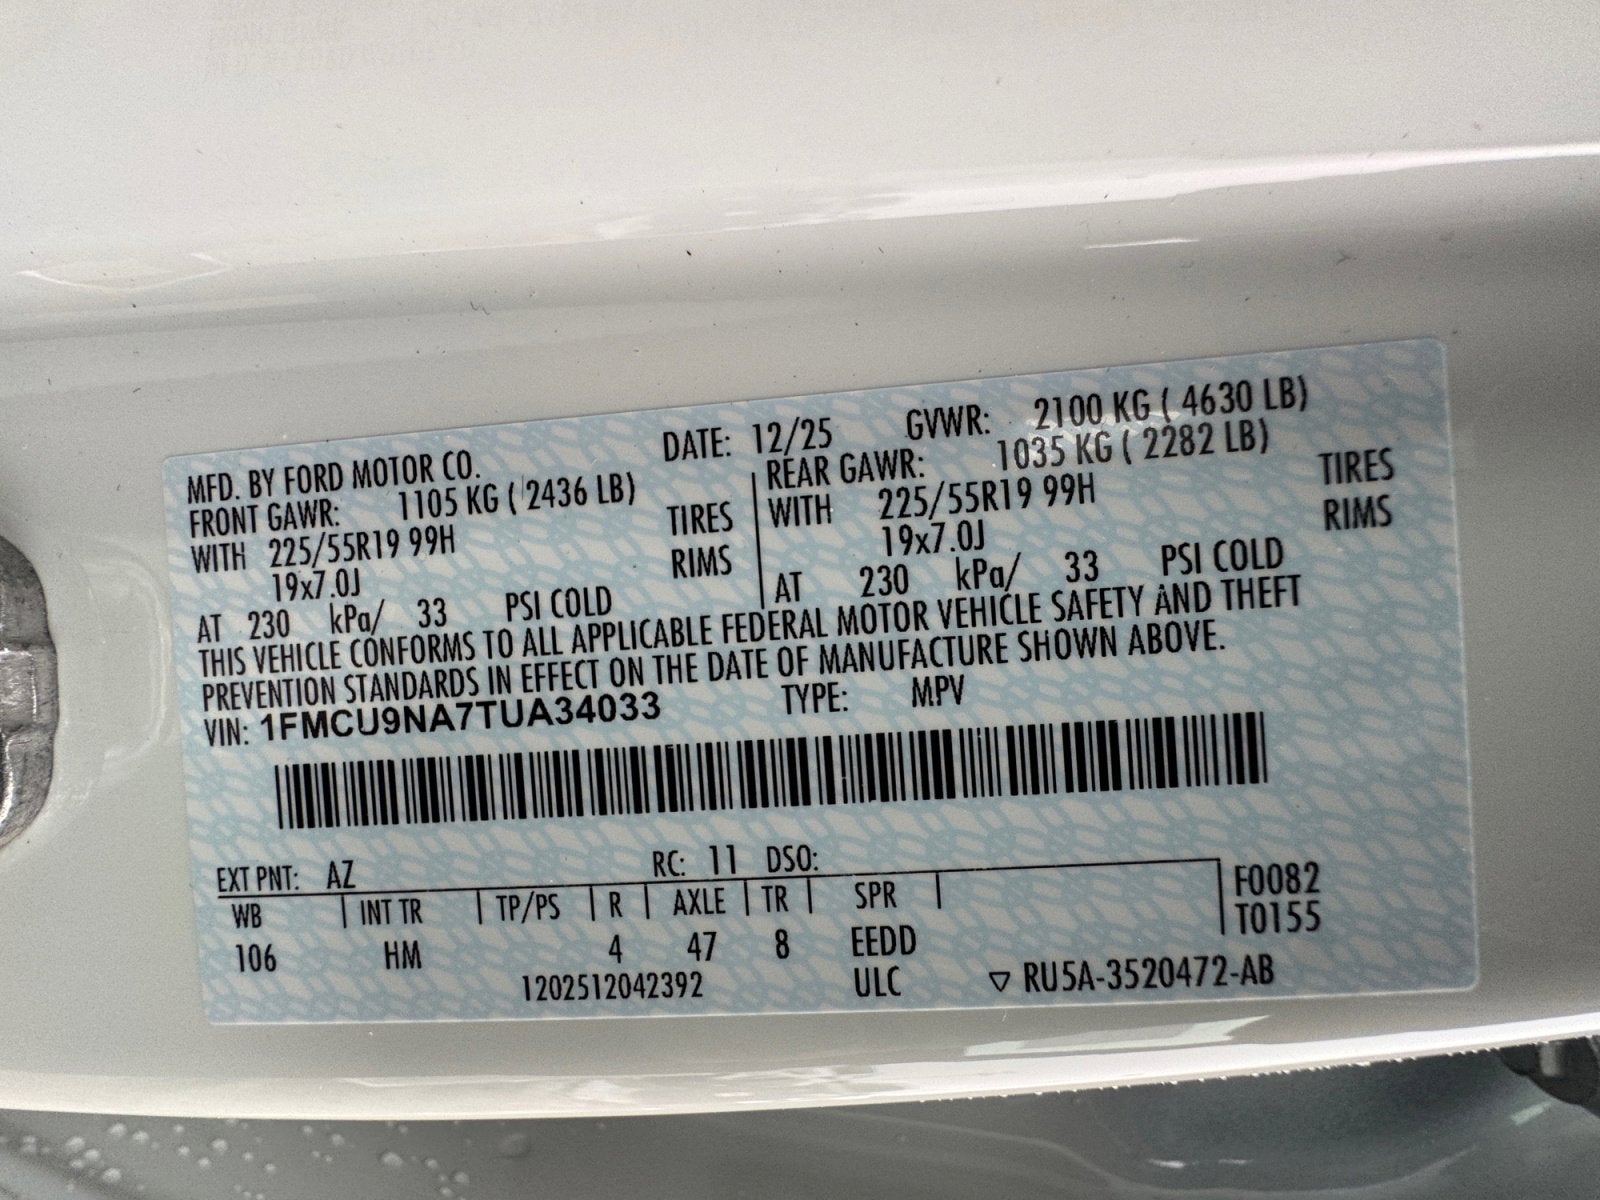 MFD. BY FORD MOTOR CO. DATE: 12/25 GVWR: 2100 KG ( 4630 LB)
FRONT GAWR: 1105 KG ( 2436 LB) REAR GAWR: 1035 KG ( 2282 LB)
WITH 225/55R19 99H TIRES WITH 225/55R19 99H TIRES
19x7.0J RIMS 19x7.0J RIMS
AT 230 kPa/ 33 PSI COLD AT 230 kPa/ 33 PSI COLD
THIS VEHICLE CONFORMS TO ALL APPLICABLE FEDERAL MOTOR VEHICLE SAFETY AND THEFT
PREVENTION STANDARDS IN EFFECT ON THE DATE OF MANUFACTURE SHOWN ABOVE.
VIN: 1FMCU9NA7TUA34033 TYPE: MPV
EXT PNT: AZ RC: 11 DSO: F0082
WB INT TR TP/PS R AXLE TR SPR T0155
106 HM 4 47 8 EEDD
1202512042392 ULC ▽ RU5A-3520472-AB